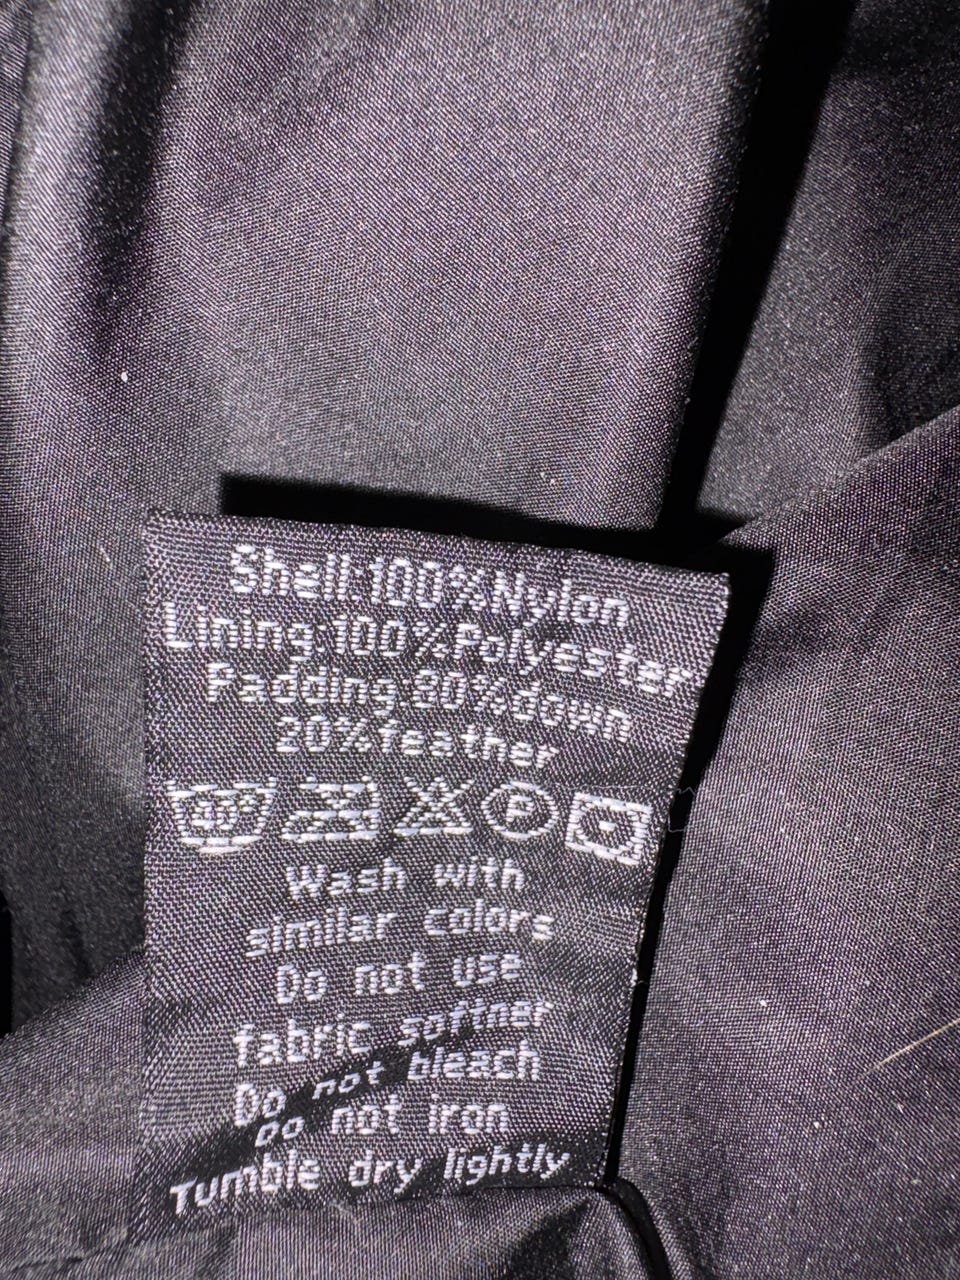 Shell:100%Nylon
Lining:100%Polyester
Padding:80%down
20%feather
40°
P
Wash with
similar colors
Do not use
fabric softner
Do not bleach
Do not iron
Tumble dry lightly